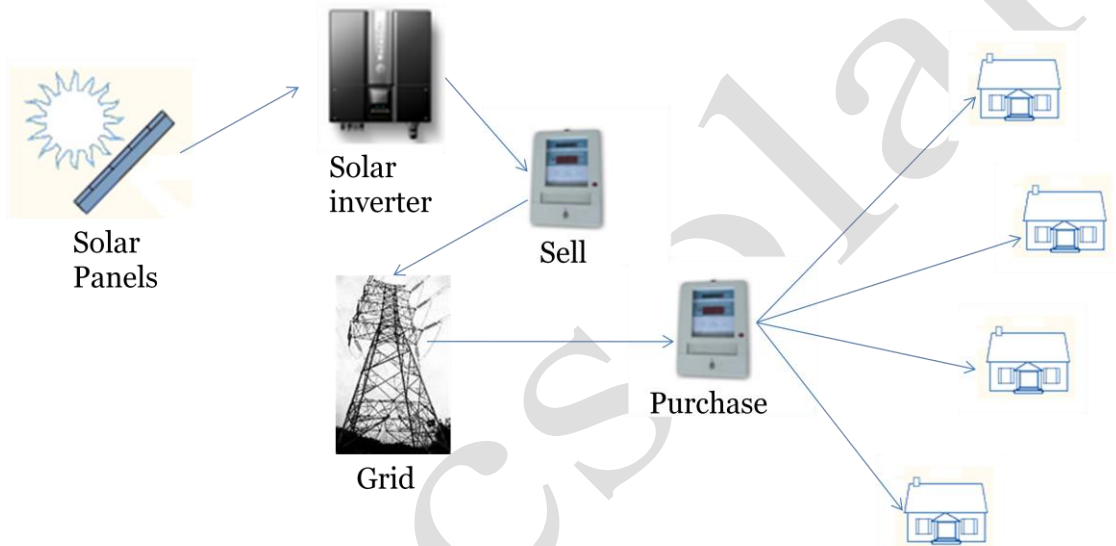 Solar
inverter
Solar
Panels
Sell
Grid
Purchase